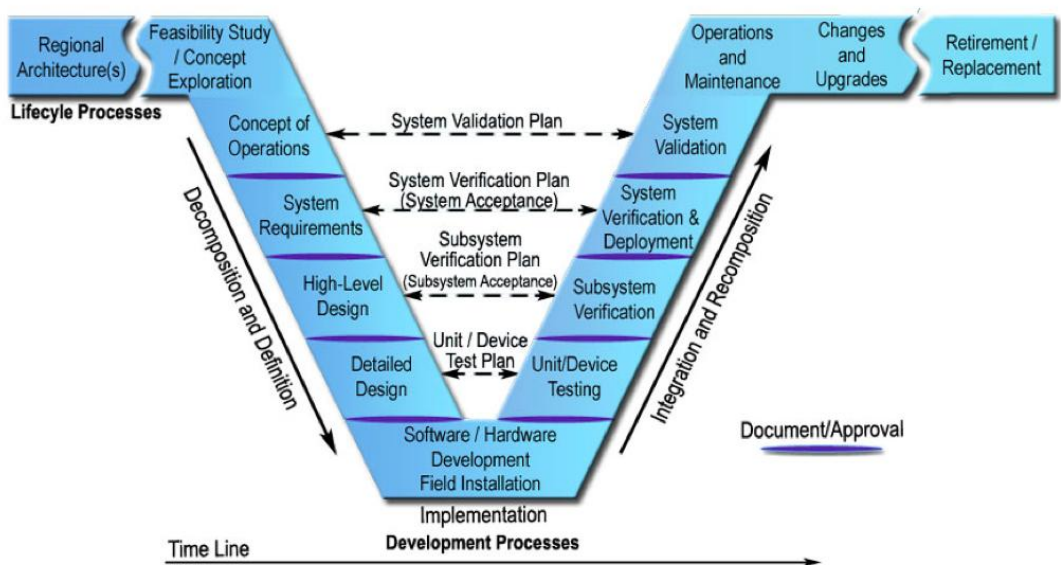 Regional
Architecture(s)
Feasibility Study
/ Concept
Exploration
Operations
and
Maintenance
Changes
and
Upgrades
Retirement /
Replacement
Lifecyle Processes
Concept of
Operations
System Validation Plan
System
Validation
System
Requirements
System Verification Plan
(System Acceptance)
System
Verification &
Deployment
High-Level
Design
Subsystem
Verification Plan
(Subsystem Acceptance)
Subsystem
Verification
Detailed
Design
Unit / Device
Test Plan
Unit/Device
Testing
Decomposition and Definition
Integration and Recomposition
Software / Hardware
Development
Field Installation
Document/Approval
Implementation
Development Processes
Time Line